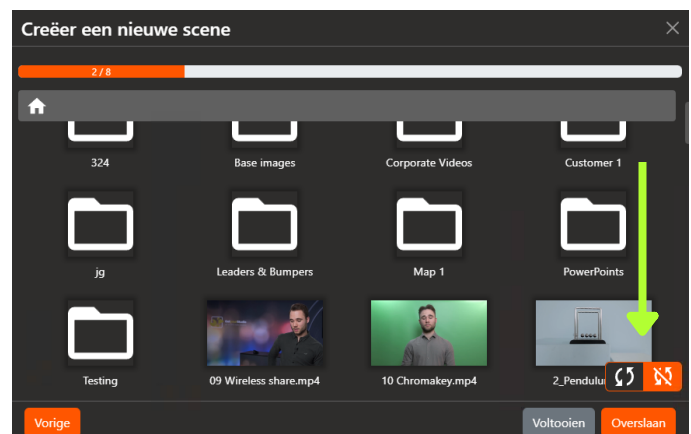 Creëer een nieuwe scene
2 / 8
324
Base images
Corporate Videos
Customer 1
jg
Leaders & Bumpers
Map 1
PowerPoints
Testing
09 Wireless share.mp4
10 Chromakey.mp4
Vorige
Voltooien
Overslaan